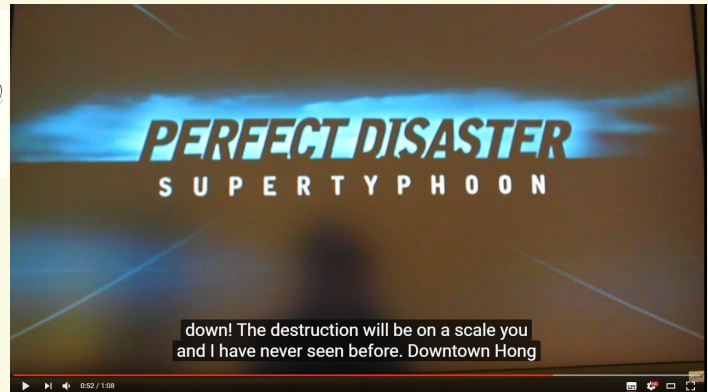 PERFECT DISASTER
SUPERTYPHOON
down! The destruction will be on a scale you
and I have never seen before. Downtown Hong
0:52 / 1:08